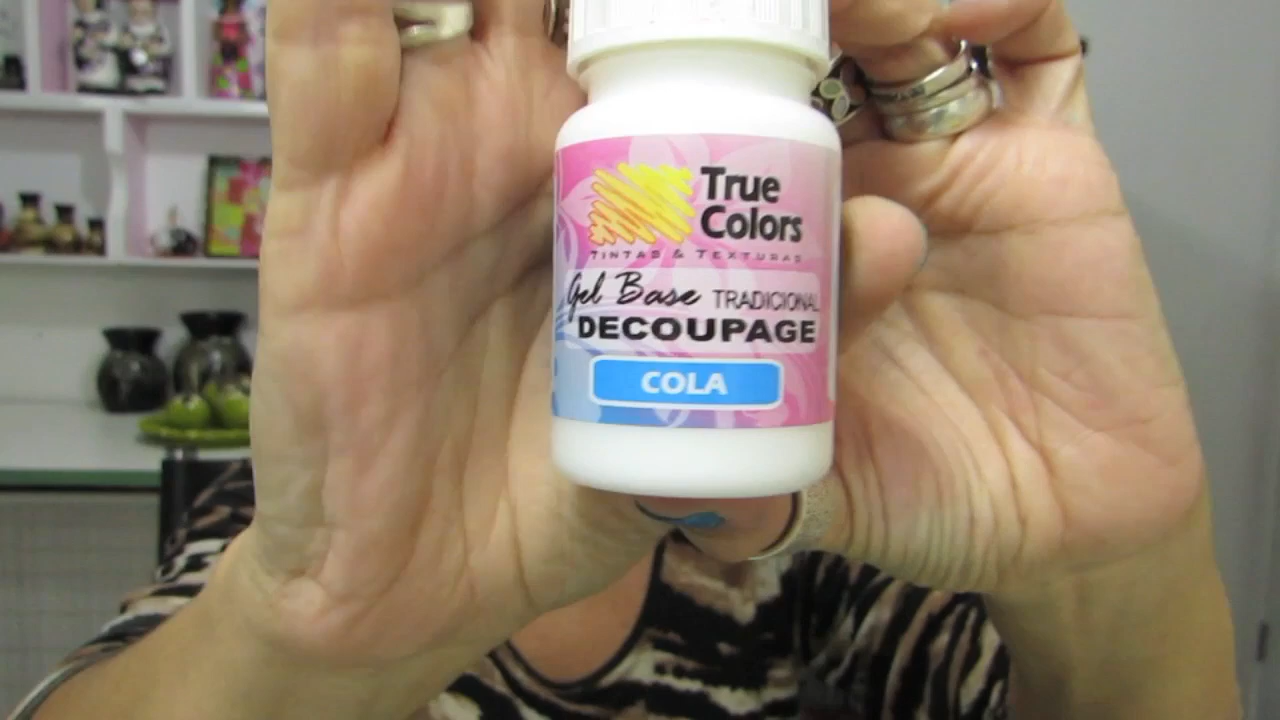 True
Colors
TINTAS & TEXTURAS
Gel Base TRADICIONAL
DECOUPAGE
COLA